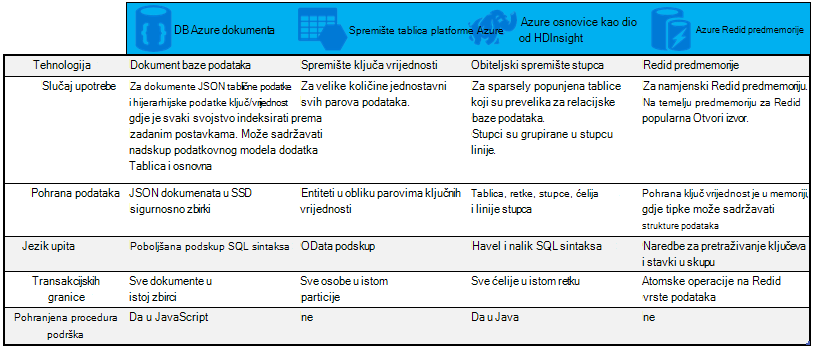 DB Azure dokumenta
Spremište tablica platforme Azure
Azure osnovice kao dio
od HDInsight
Azure Redid predmemorije
Tehnologija
Dokument baze podataka
Spremište ključa vrijednosti
Obiteljski spremište stupca
Redid prememorije
Slučaj upotrebe
Za dokumente JSON tablične podatke
i hijerarhijske podatke ključ/vrijednost
gdje je svaki svojstvo indeksirati prema
zadanim postavkama. Može sadržavati
nadskup podatkovnog modela dodatka
Tablica i osnovna
Za velike količine jednostavni
svih parova podataka.
Za sparsely popunjena tablice
koji su prevelika za relacijske
baze podataka.
Stupci su grupirane u stupcu
linije.
Za namjenski Redid predmemoriju.
Na temelju predmemoriju za Redid
popularna Otvori izvor.
Pohrana podataka
JSON dokumenata u SSD
sigurnosno zbirki
Entiteti u obliku parovima ključnih
vrijednosti
Tablica, retke, stupce, ćelija
i linije stupca
Pohrana ključ vrijednost je u memoriji,
gdje tipke može sadržavati
strukture podataka
Jezik upita
Poboljšana podskup SQL sintaksa
OData podskup
Havel i nalik SQL sintaksa
Naredbe za pretraživanje ključeva
i stavki u skupu
Transakcijskih
granice
Sve dokumente u
istoj zbirci
Sve osobe u istom
particije
Sve ćelije u istom retku
Atomske operacije na Redid
vrste podataka
Pohranjena procedura
podrška
Da u JavaScript
ne
Da u Java
ne